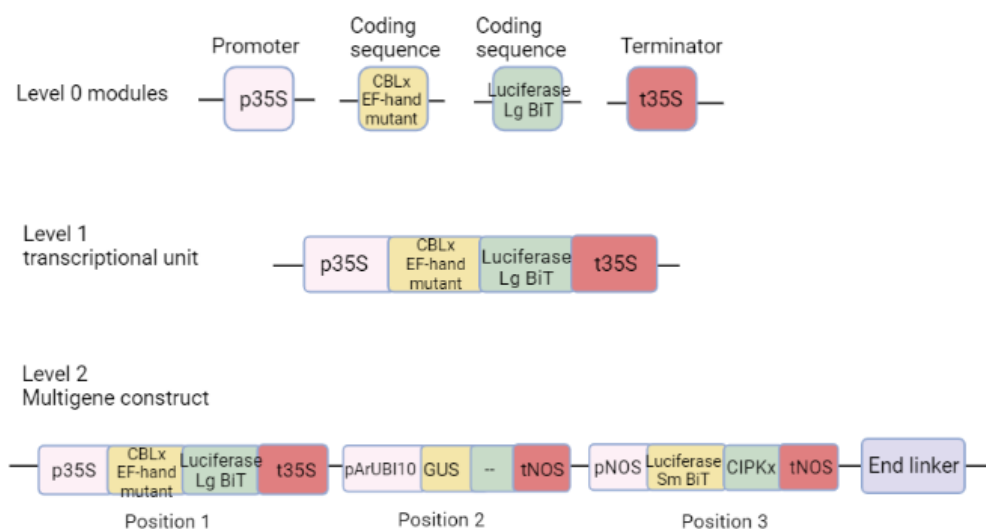 Promoter
Coding
sequence
Coding
sequence
Terminator
Level 0 modules
p35S
CBLx
EF-hand
mutant
Luciferase
Lg BiT
t35S
Level 1
transcriptional unit
p35S
CBLx
EF-hand
mutant
Luciferase
Lg BiT
t35S
Level 2
Multigene construct
p35S
CBLx
EF-hand
mutant
Luciferase
Lg BiT
t35S
pArUBI10
GUS
--
tNOS
pNOS
Luciferase
Sm BiT
CIPKx
tNOS
End linker
Position 1
Position 2
Position 3